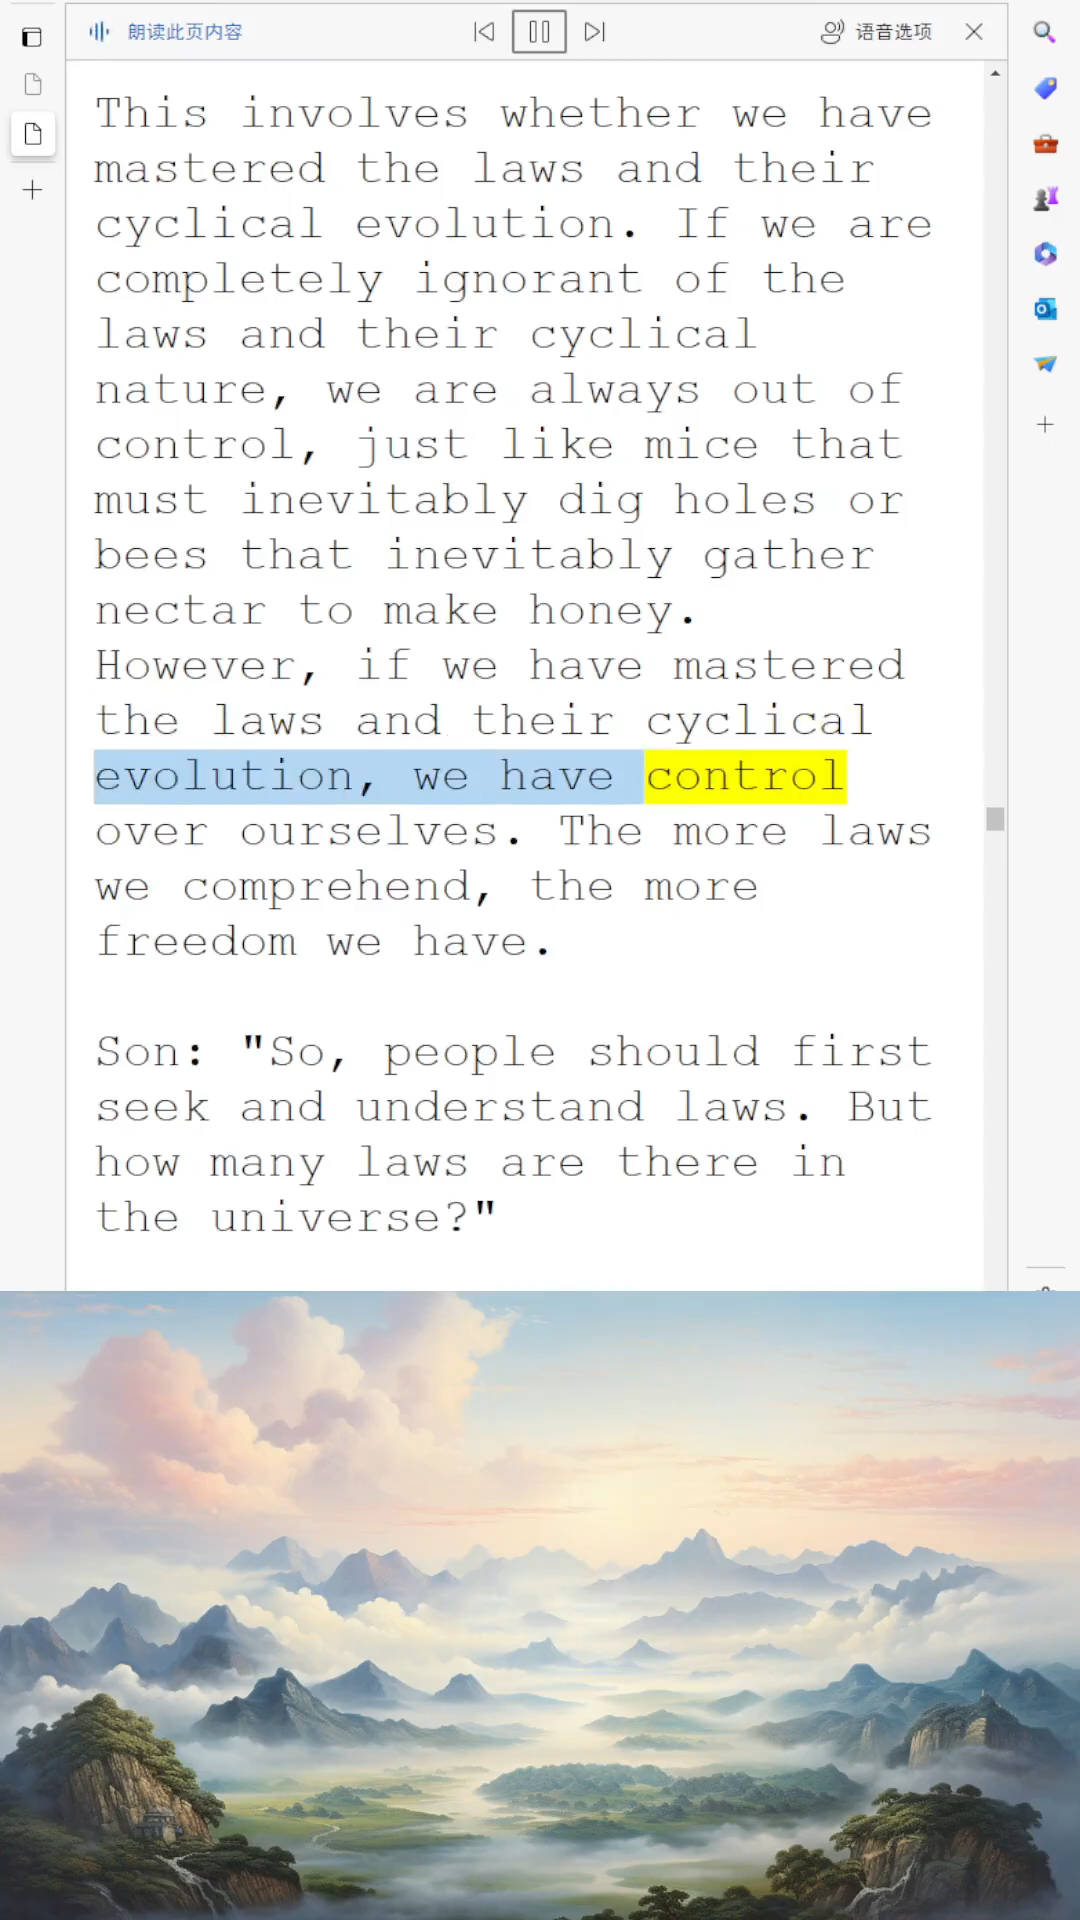 朗读此页内容
语音选项
This involves whether we have
mastered the laws and their
cyclical evolution. If we are
completely ignorant of the
laws and their cyclical
nature, we are always out of
control, just like mice that
must inevitably dig holes or
bees that inevitably gather
nectar to make honey.
However, if we have mastered
the laws and their cyclical
evolution, we have control
over ourselves. The more laws
we comprehend, the more
freedom we have.
Son: "So, people should first
seek and understand laws. But
how many laws are there in
the universe?"